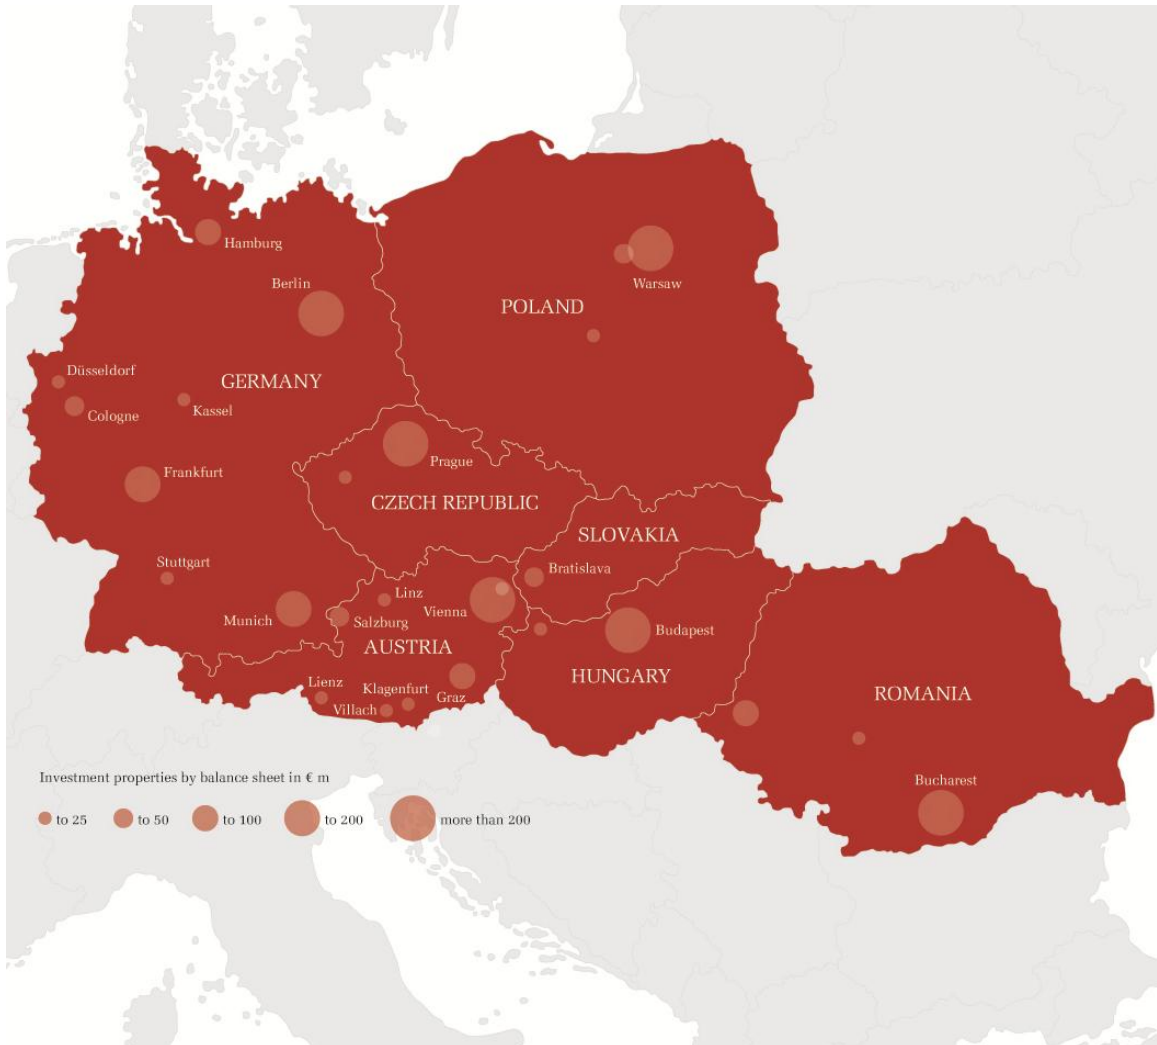 Hamburg
Berlin
Warsaw
POLAND
Düsseldorf
GERMANY
Kassel
Cologne
Prague
Frankfurt
CZECH REPUBLIC
SLOVAKIA
Stuttgart
Bratislava
Linz
Vienna
Munich
Salzburg
Budapest
AUSTRIA
HUNGARY
Lienz
Klagenfurt
ROMANIA
Villach
Graz
Bucharest
Investment properties by balance sheet in € m
to 25 to 50 to 100 to 200 more than 200